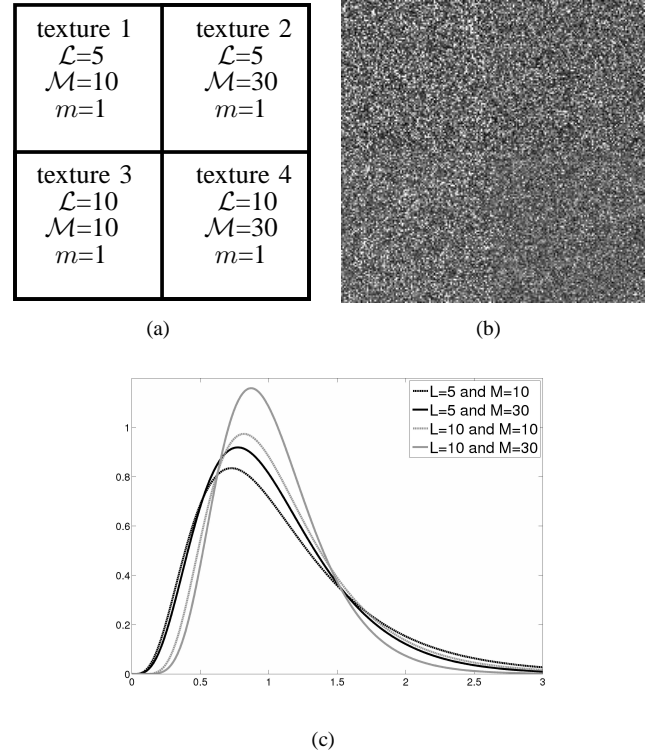 texture 1
ℒ=5
ℳ=10
m=1
texture 2
ℒ=5
ℳ=30
m=1
texture 3
ℒ=10
ℳ=10
m=1
texture 4
ℒ=10
ℳ=30
m=1
(a)
(b)
L=5 and M=10
L=5 and M=30
L=10 and M=10
L=10 and M=30
1
0.8
0.6
0.4
0.2
0
0 0.5 1 1.5 2 2.5 3
(c)